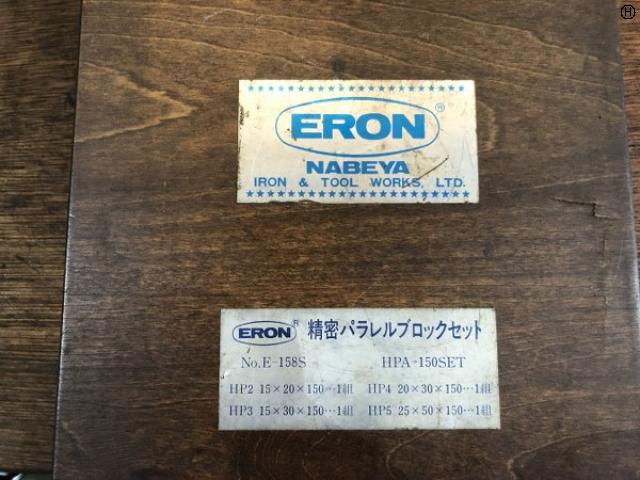 ERON®
NABEYA
IRON & TOOL WORKS, LTD.
ERON® 精密パラレルブロックセット
No.E-158S HPA-150SET
HP2 15×20×150…1組 HP4 20×30×150…1組
HP3 15×30×150…1組 HP5 25×50×150…1組
H